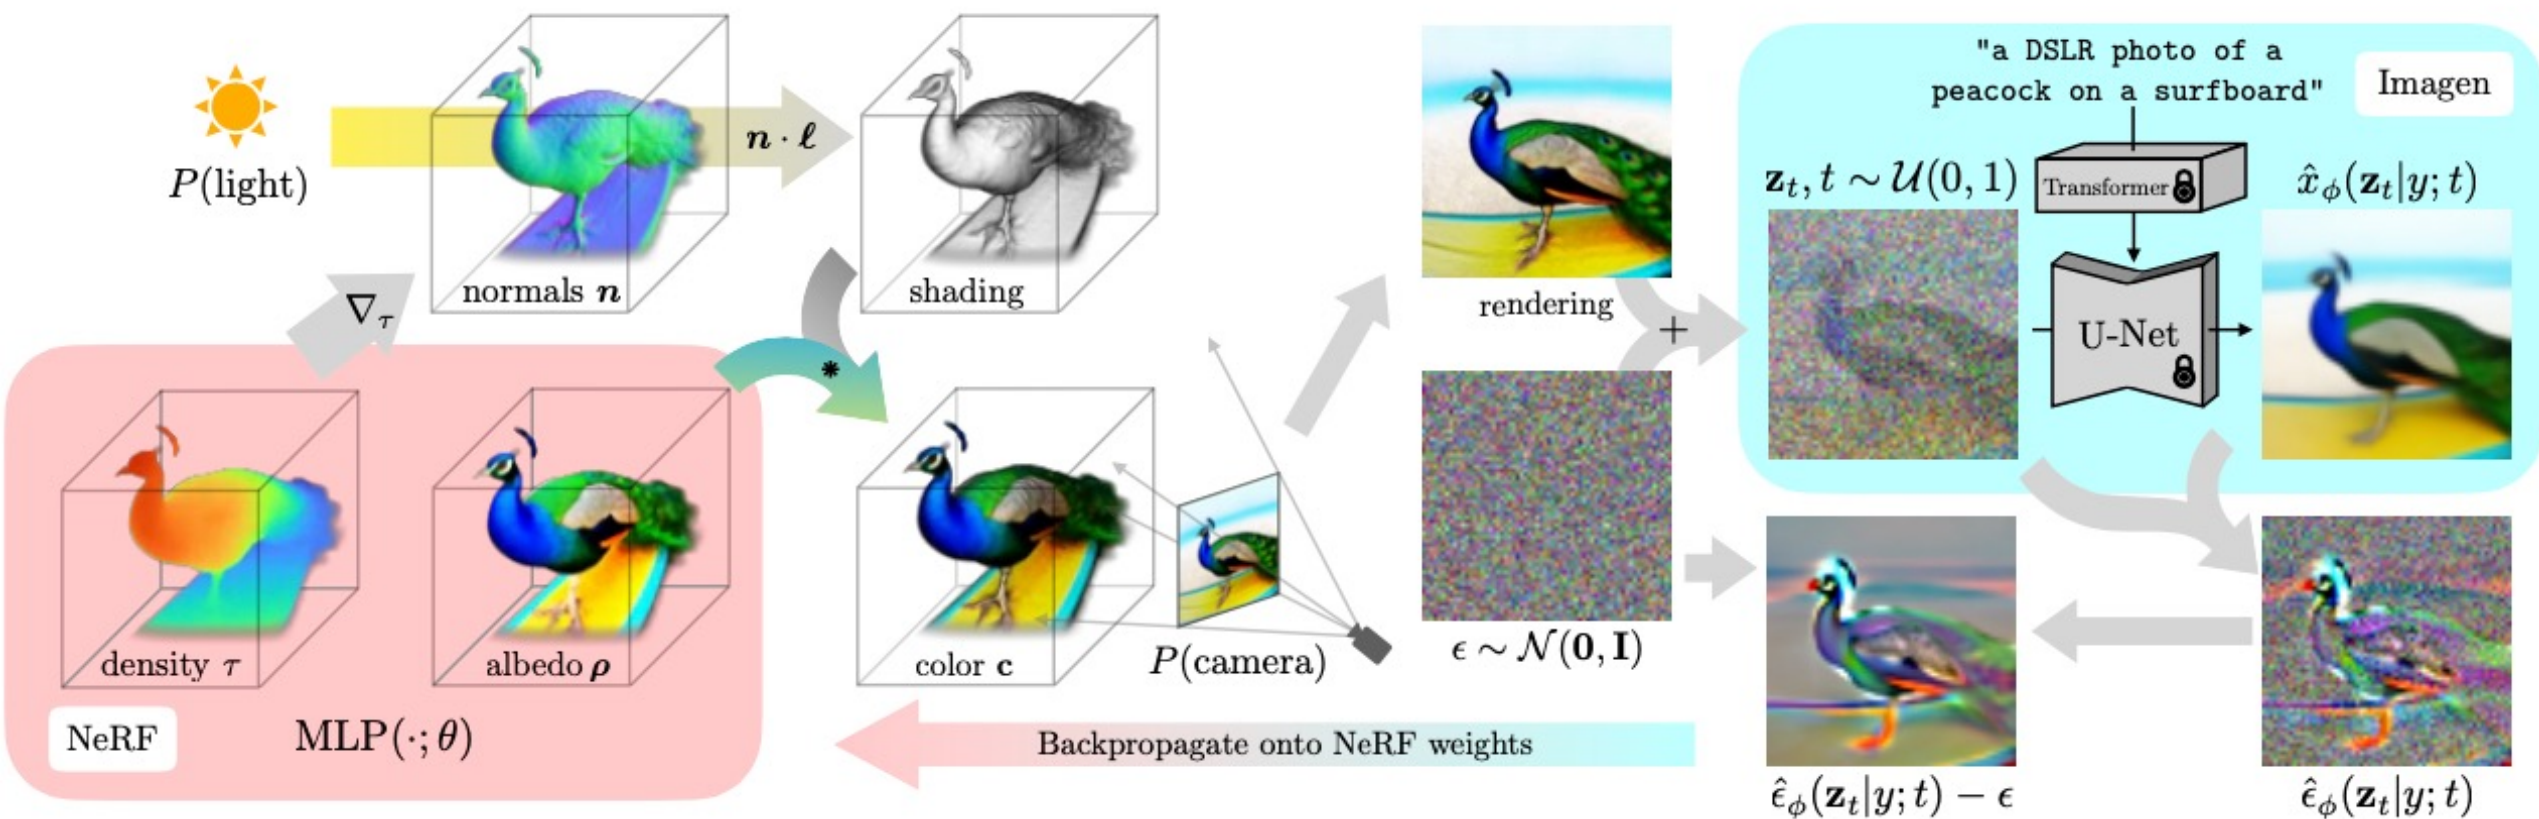 P(light)
∇τ
normals n
n · ℓ
shading
*
density τ
albedo ρ
NeRF
MLP(·; θ)
color c
P(camera)
rendering
+
ϵ ∼ 𝒩(0, I)
Backpropagate onto NeRF weights
"a DSLR photo of a
peacock on a surfboard"
Imagen
z_t, t ∼ 𝒰(0, 1)
Transformer
x̂_ϕ(z_t|y; t)
U-Net
ϵ̂_ϕ(z_t|y; t) − ϵ
ϵ̂_ϕ(z_t|y; t)